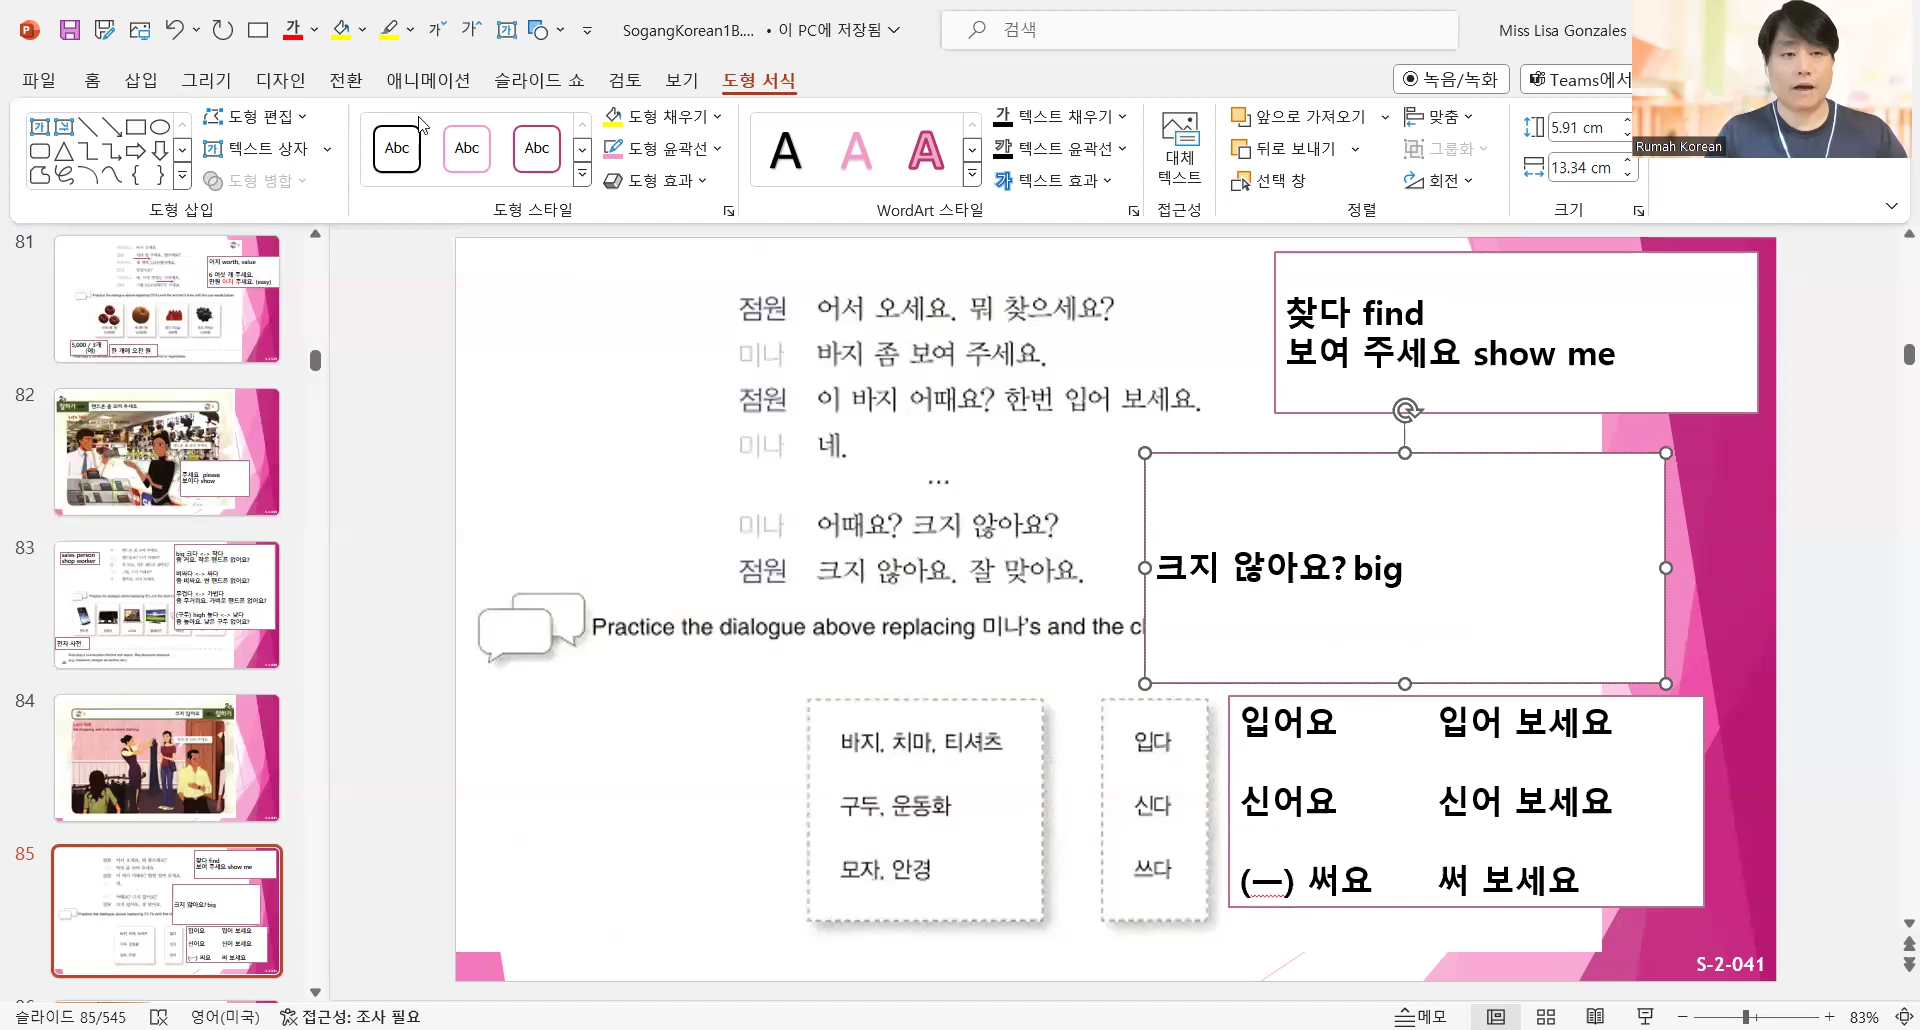 SogangKorean1B.... • 이 PC에 저장됨
검색
Miss Lisa Gonzales
파일 홈 삽입 그리기 디자인 전환 애니메이션 슬라이드 쇼 검토 보기 도형 서식
녹음/녹화
Teams에서
도형 편집
텍스트 상자
도형 병합
도형 삽입
Abc Abc Abc
도형 채우기
도형 윤곽선
도형 효과
도형 스타일
A A A
텍스트 채우기
텍스트 윤곽선
텍스트 효과
WordArt 스타일
대체
텍스트
접근성
앞으로 가져오기
뒤로 보내기
선택 창
맞춤
그룹화
회전
정렬
5.91 cm
13.34 cm
크기
Rumah Korean
81
82
83
84
85
점원 어서 오세요. 뭐 찾으세요?
미나 바지 좀 보여 주세요.
점원 이 바지 어때요? 한번 입어 보세요.
미나 네.
...
미나 어때요? 크지 않아요?
점원 크지 않아요. 잘 맞아요.
찾다 find
보여 주세요 show me
크지 않아요? big
Practice the dialogue above replacing 미나's and the cl
바지, 치마, 티셔츠
구두, 운동화
모자, 안경
입다
신다
쓰다
입어요 입어 보세요
신어요 신어 보세요
(ㅡ) 써요 써 보세요
S-2-041
슬라이드 85/545
영어(미국)
접근성: 조사 필요
메모
83%